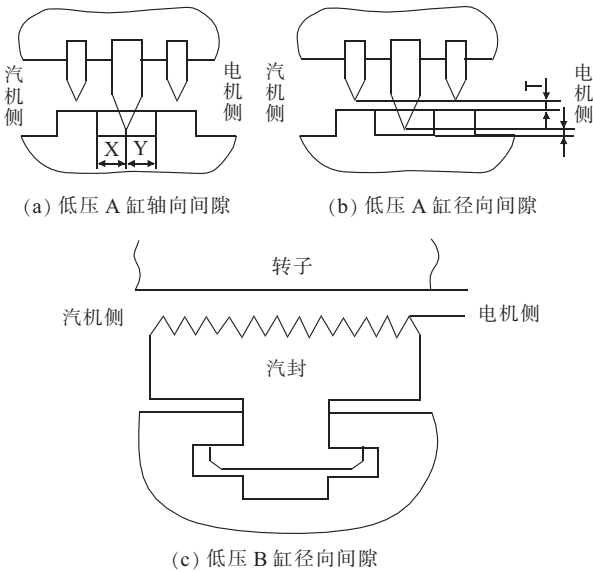 汽机侧
电机侧
X Y
(a) 低压 A 缸轴向间隙
汽机侧
电机侧
T
(b) 低压 A 缸径向间隙
转子
汽机侧
电机侧
汽封
(c) 低压 B 缸径向间隙